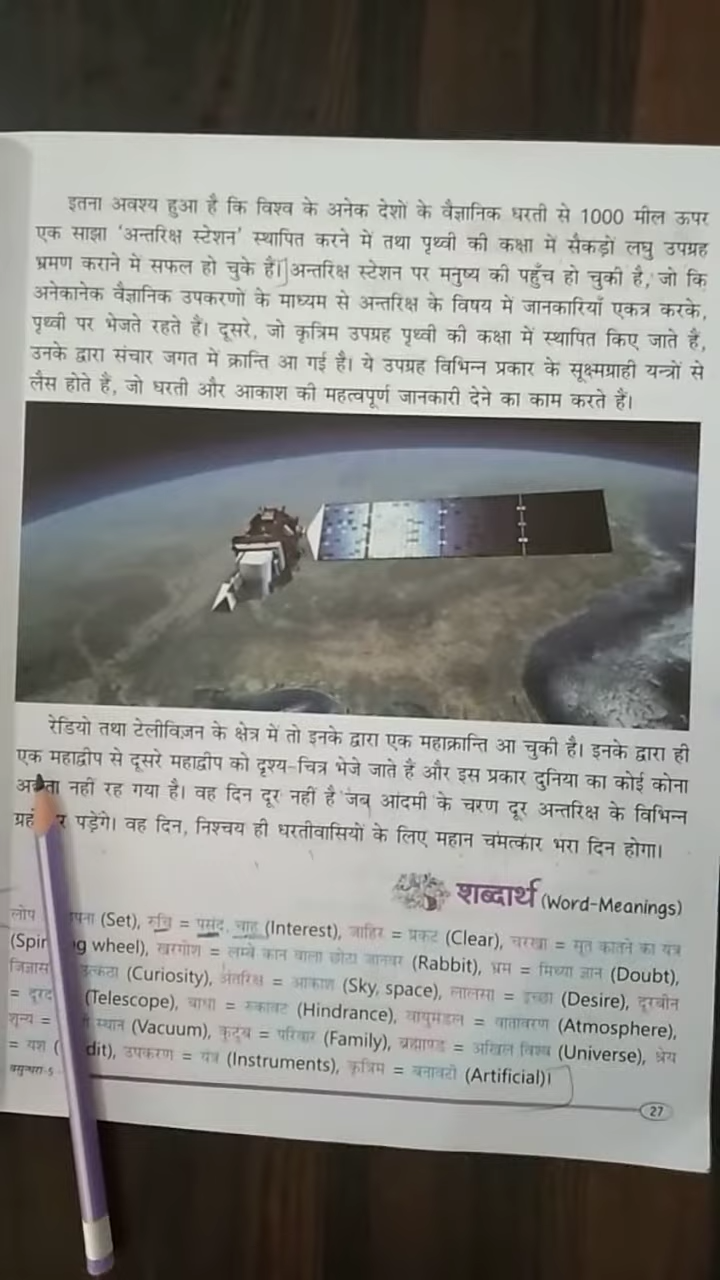 इतना अवश्य हुआ है कि विश्व के अनेक देशों के वैज्ञानिक धरती से 1000 मील ऊपर
एक साझा 'अन्तरिक्ष स्टेशन' स्थापित करने में तथा पृथ्वी की कक्षा में सैकड़ों लघु उपग्रह
भ्रमण कराने में सफल हो चुके हैं। अन्तरिक्ष स्टेशन पर मनुष्य की पहुँच हो चुकी है, जो कि
अनेकानेक वैज्ञानिक उपकरणों के माध्यम से अन्तरिक्ष के विषय में जानकारियाँ एकत्र करके,
पृथ्वी पर भेजते रहते हैं। दूसरे, जो कृत्रिम उपग्रह पृथ्वी की कक्षा में स्थापित किए जाते हैं,
उनके द्वारा संचार जगत में क्रान्ति आ गई है। ये उपग्रह विभिन्न प्रकार के सूक्ष्मग्राही यन्त्रों से
लैस होते हैं, जो धरती और आकाश की महत्वपूर्ण जानकारी देने का काम करते हैं।
रेडियो तथा टेलीविज़न के क्षेत्र में तो इनके द्वारा एक महाक्रान्ति आ चुकी है। इनके द्वारा ही
एक महाद्वीप से दूसरे महाद्वीप को दृश्य-चित्र भेजे जाते हैं और इस प्रकार दुनिया का कोई कोना
नहीं रह गया है। वह दिन दूर नहीं है जब आदमी के चरण दूर अन्तरिक्ष के विभिन्न
पड़ेंगे। वह दिन, निश्चय ही धरतीवासियों के लिए महान चमत्कार भरा दिन होगा।
शब्दार्थ (Word-Meanings)
लोप (Set), रूचि = पसंद, चाह (Interest), जाहिर = प्रकट (Clear), चरखा = सूत कातने का यंत्र
wheel), खरगोश = लम्बे कान वाला छोटा जानवर (Rabbit), भ्रम = मिथ्या ज्ञान (Doubt),
(Curiosity), अंतरिक्ष = आकाश (Sky, space), लालसा = इच्छा (Desire), दूरबीन
= (Telescope), बाधा = रूकावट (Hindrance), वायुमंडल = वातावरण (Atmosphere),
शून्य = स्थान (Vacuum), कुटुंब = परिवार (Family), ब्रह्माण्ड = अखिल विश्व (Universe), श्रेय
= यश उपकरण = यंत्र (Instruments), कृत्रिम = बनावटी (Artificial)।
वसुन्धरा-5
27